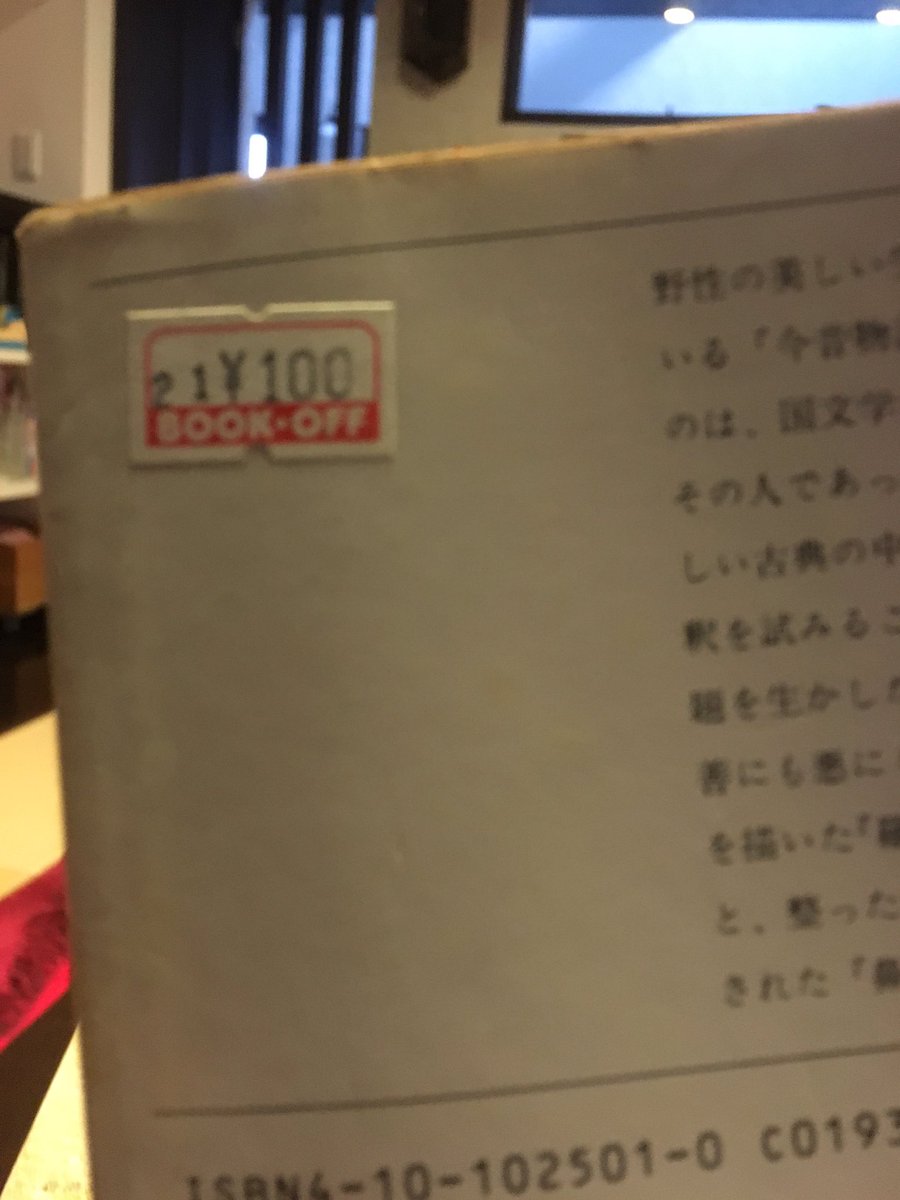 21¥100
BOOK·OFF
野性の美しい
いる『今昔物
のは、国文学
その人であっ
しい古典の中
釈を試みるこ
題を生かした
善にも悪に
を描いた『羅
と、整った
された『鼻
ISBN4-10-102501-0 C0193